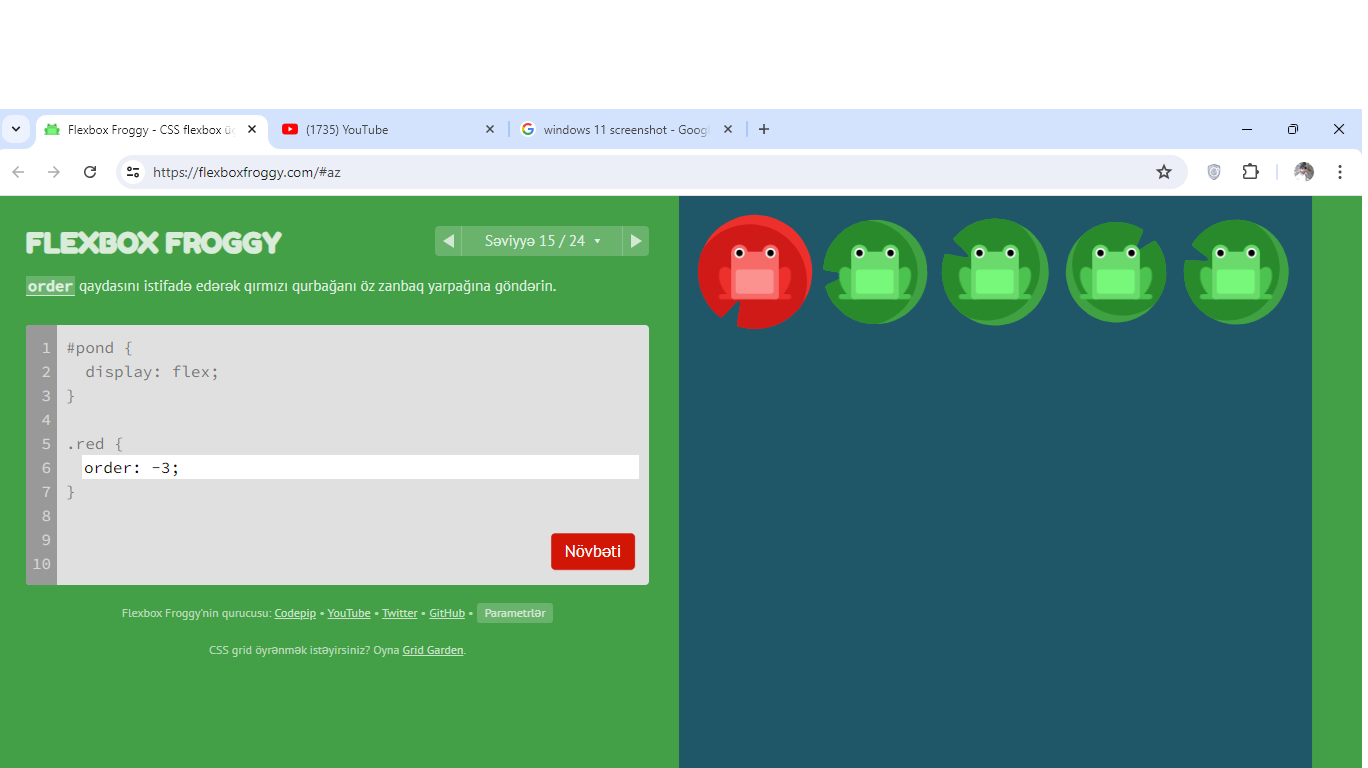 Flexbox Froggy - CSS flexbox üç
(1735) YouTube
windows 11 screenshot - Googl
https://flexboxfroggy.com/#az
FLEXBOX FROGGY
Səviyyə 15 / 24
order qaydasını istifadə edərək qırmızı qurbağanı öz zanbaq yarpağına göndərin.
1 #pond {
2 display: flex;
3 }
4
5 .red {
6 order: -3;
7 }
8
9
10
Növbəti
Flexbox Froggy'nin qurucusu: Codepip • YouTube • Twitter • GitHub • Parametrlər
CSS grid öyrənmək istəyirsiniz? Oyna Grid Garden.